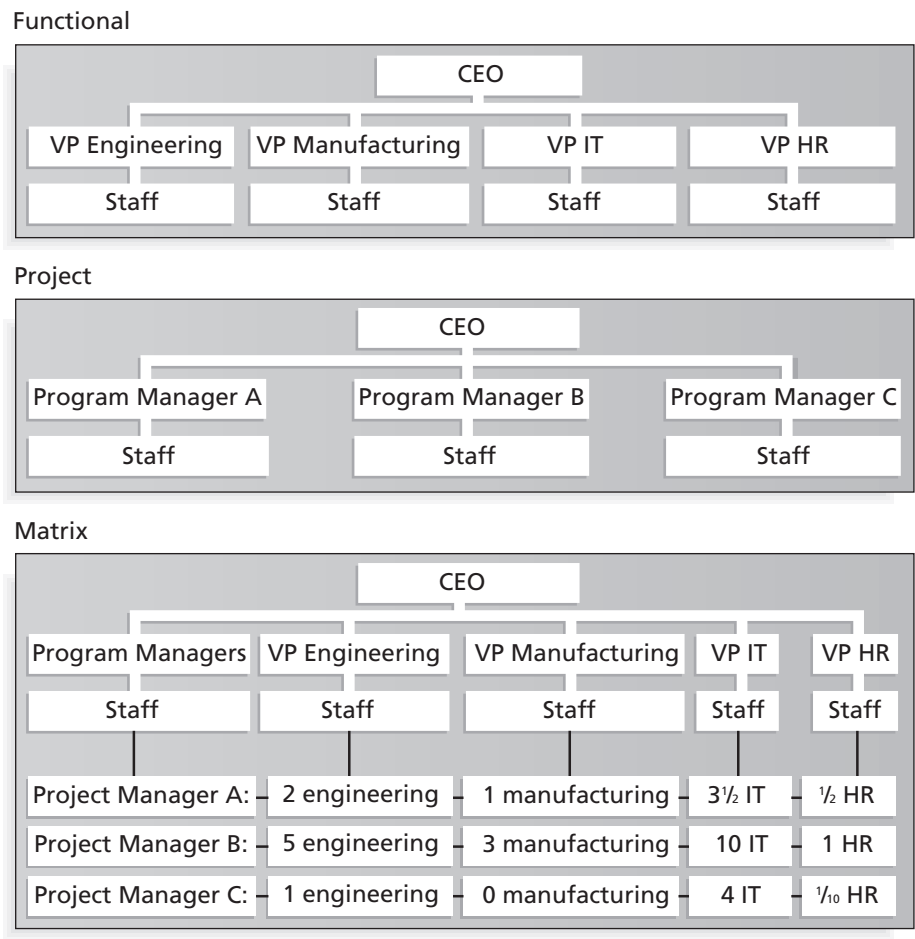 Functional
CEO
VP Engineering VP Manufacturing VP IT VP HR
Staff Staff Staff Staff
Project
CEO
Program Manager A Program Manager B Program Manager C
Staff Staff Staff
Matrix
CEO
Program Managers VP Engineering VP Manufacturing VP IT VP HR
Staff Staff Staff Staff Staff
Project Manager A: 2 engineering 1 manufacturing 3½ IT ½ HR
Project Manager B: 5 engineering 3 manufacturing 10 IT 1 HR
Project Manager C: 1 engineering 0 manufacturing 4 IT ⅒ HR